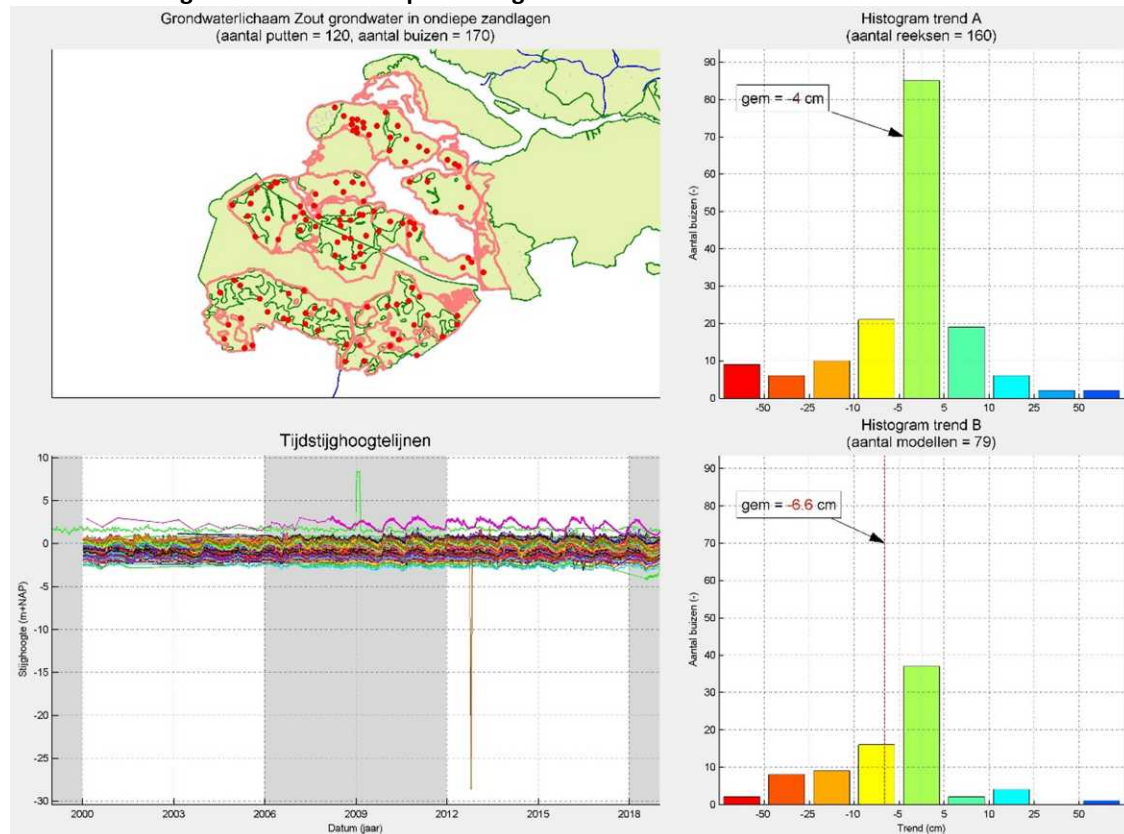 Grondwaterlichaam Zout grondwater in ondiepe zandlagen
(aantal putten = 120, aantal buizen = 170)
Histogram trend A
(aantal reeksen = 160)
gem = -4 cm
Aantal buizen (-)
90
80
70
60
50
40
30
20
10
0
-50 -25 -10 -5 5 10 25 50
Tijdstijghoogtelijnen
Stijghoogte (m+NAP)
10
5
0
-5
-10
-15
-20
-25
-30
2000 2003 2006 2009 2012 2015 2018
Datum (jaar)
Histogram trend B
(aantal modellen = 79)
gem = -6.6 cm
Aantal buizen (-)
90
80
70
60
50
40
30
20
10
0
-50 -25 -10 -5 5 10 25 50
Trend (cm)